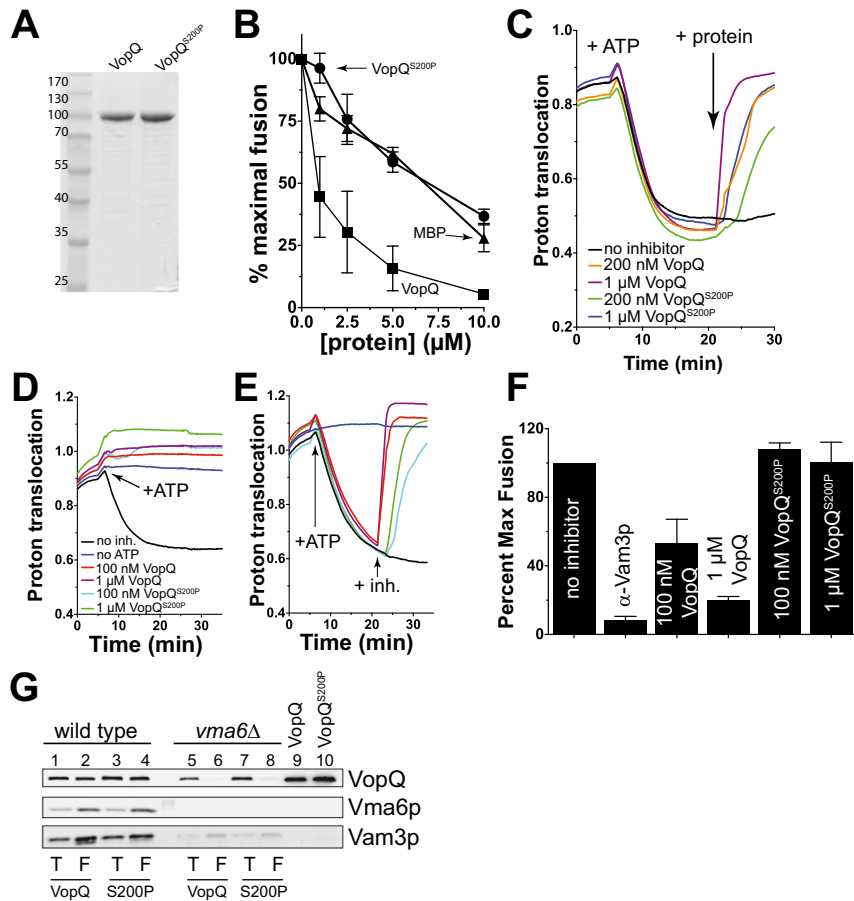 A
VopQ
VopQS200P
170
130
100
70
55
40
35
25
B
% maximal fusion
100
75
50
25
0
VopQS200P
MBP
VopQ
0.0 2.5 5.0 7.5 10.0
[protein] (µM)
C
Proton translocation
1.0
0.8
0.6
0.4
0.2
+ ATP
+ protein
no inhibitor
200 nM VopQ
1 µM VopQ
200 nM VopQS200P
1 µM VopQS200P
0 10 20 30
Time (min)
D
Proton translocation
1.2
1.0
0.8
0.6
0.4
+ATP
no inh.
no ATP
100 nM VopQ
1 µM VopQ
100 nM VopQS200P
1 µM VopQS200P
0 10 20 30
Time (min)
E
Proton translocation
1.2
1.0
0.8
0.6
0.4
+ATP
+ inh.
0 10 20 30
Time (min)
F
Percent Max Fusion
120
80
40
0
no inhibitor
α-Vam3p
100 nM VopQ
1 µM VopQ
100 nM VopQS200P
1 µM VopQS200P
G
wild type
vma6Δ
VopQ
VopQS200P
1 2 3 4 5 6 7 8 9 10
VopQ
Vma6p
Vam3p
T F T F T F T F
VopQ S200P VopQ S200P